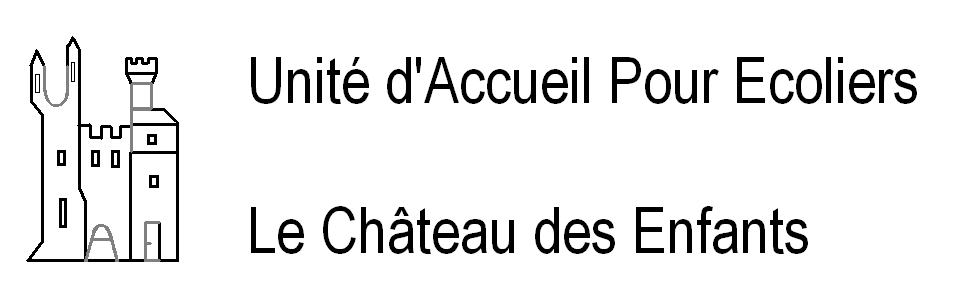 Unité d'Accueil Pour Ecoliers
Le Château des Enfants